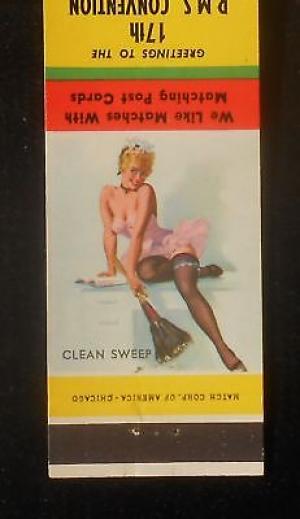 GREETINGS TO THE
17th
R.M.S. CONVENTION
We Like Matches With
Matching Post Cards
CLEAN SWEEP
MATCH CORP. OF AMERICA - CHICAGO